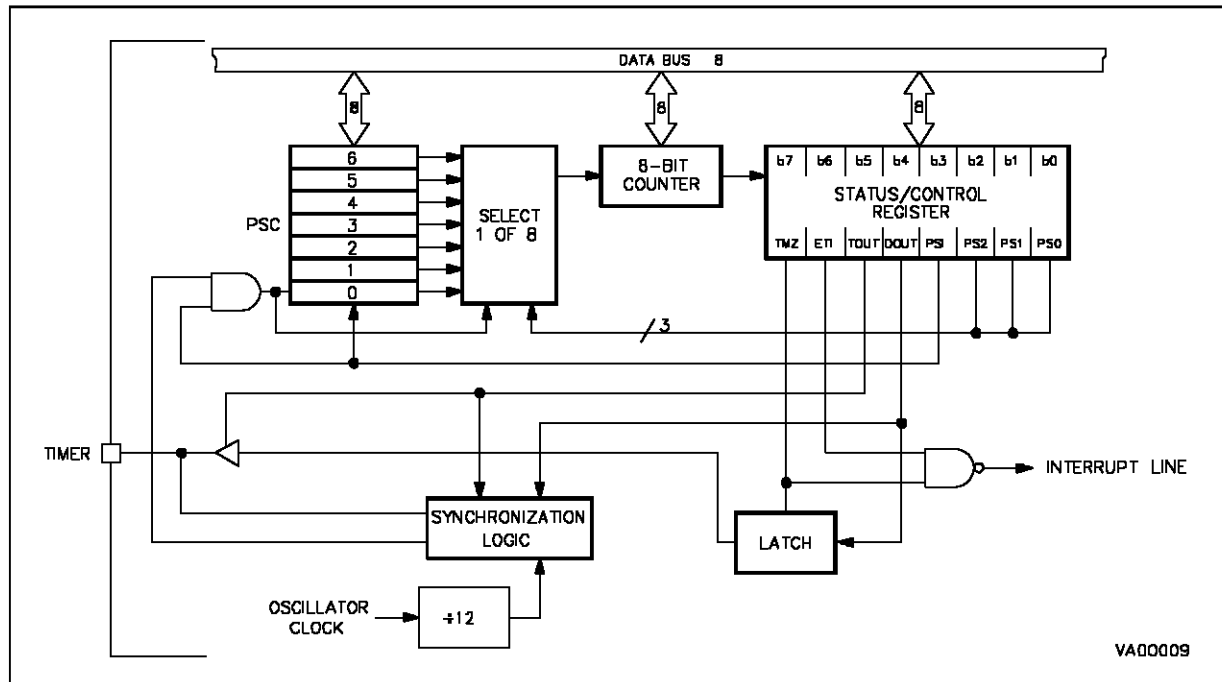 DATA BUS 8
8
8
8
6
5
4
3
2
1
0
PSC
SELECT
1 OF 8
8-BIT
COUNTER
b7 b6 b5 b4 b3 b2 b1 b0
STATUS/CONTROL
REGISTER
TMZ ETI TOUT DOUT PSI PS2 PS1 PS0
3
TIMER
SYNCHRONIZATION
LOGIC
LATCH
INTERRUPT LINE
OSCILLATOR
CLOCK
÷12
VA00009